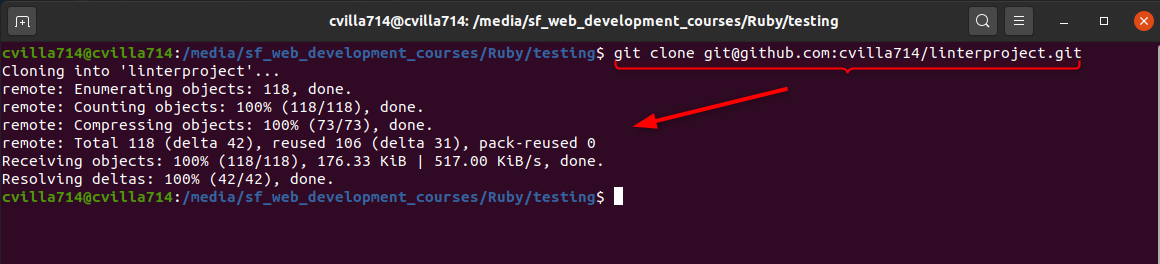 cvilla714@cvilla714: /media/sf_web_development_courses/Ruby/testing
cvilla714@cvilla714:/media/sf_web_development_courses/Ruby/testing$ git clone git@github.com:cvilla714/linterproject.git
Cloning into 'linterproject'...
remote: Enumerating objects: 118, done.
remote: Counting objects: 100% (118/118), done.
remote: Compressing objects: 100% (73/73), done.
remote: Total 118 (delta 42), reused 106 (delta 31), pack-reused 0
Receiving objects: 100% (118/118), 176.33 KiB | 517.00 KiB/s, done.
Resolving deltas: 100% (42/42), done.
cvilla714@cvilla714:/media/sf_web_development_courses/Ruby/testing$